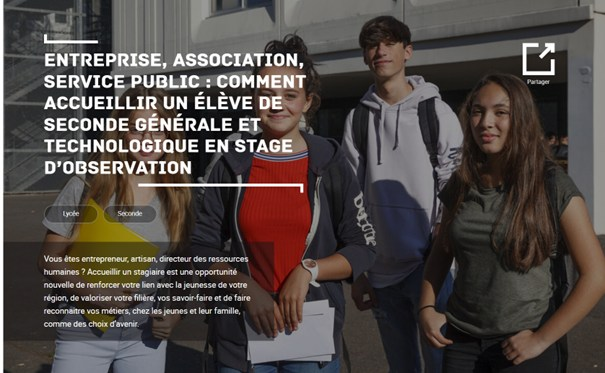 ENTREPRISE, ASSOCIATION,
SERVICE PUBLIC : COMMENT
ACCUEILLIR UN ÉLÈVE DE
SECONDE GÉNÉRALE ET
TECHNOLOGIQUE EN STAGE
D'OBSERVATION
Partager
Lycée
Seconde
Vous êtes entrepreneur, artisan, directeur des ressources
humaines ? Accueillir un stagiaire est une opportunité
nouvelle de renforcer votre lien avec la jeunesse de votre
région, de valoriser votre filière, vos savoir-faire et de faire
reconnaitre vos métiers, chez les jeunes et leur famille,
comme des choix d'avenir.